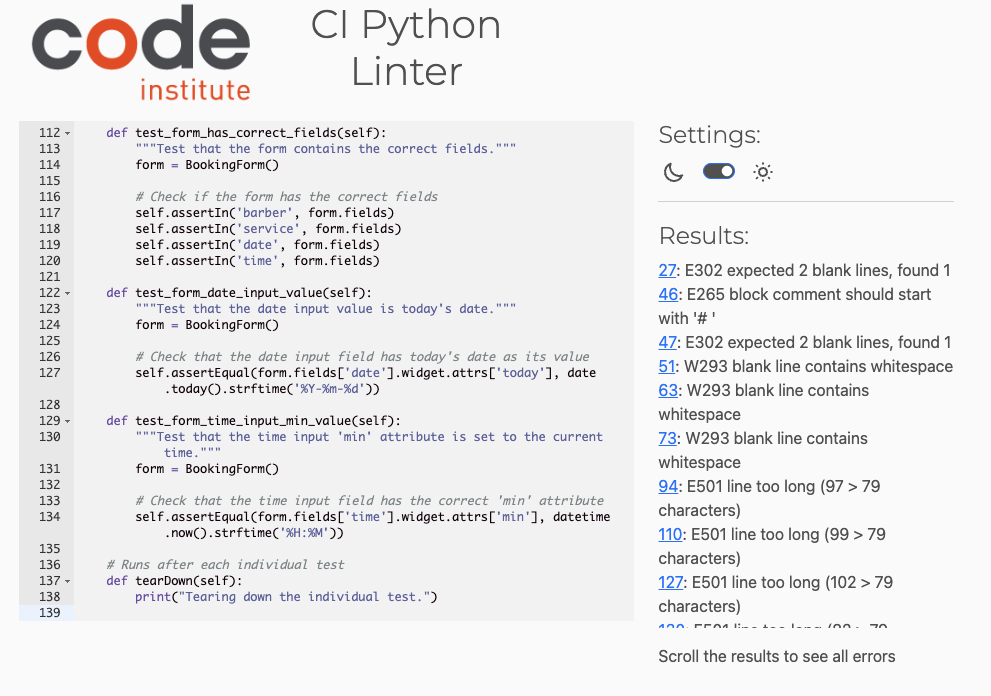 code
institute
CI Python
Linter
112 def test_form_has_correct_fields(self):
113 """Test that the form contains the correct fields."""
114 form = BookingForm()
115
116 # Check if the form has the correct fields
117 self.assertIn('barber', form.fields)
118 self.assertIn('service', form.fields)
119 self.assertIn('date', form.fields)
120 self.assertIn('time', form.fields)
121
122 def test_form_date_input_value(self):
123 """Test that the date input value is today's date."""
124 form = BookingForm()
125
126 # Check that the date input field has today's date as its value
127 self.assertEqual(form.fields['date'].widget.attrs['today'], date
.today().strftime('%Y-%m-%d'))
128
129 def test_form_time_input_min_value(self):
130 """Test that the time input 'min' attribute is set to the current
time."""
131 form = BookingForm()
132
133 # Check that the time input field has the correct 'min' attribute
134 self.assertEqual(form.fields['time'].widget.attrs['min'], datetime
.now().strftime('%H:%M'))
135
136 # Runs after each individual test
137 def tearDown(self):
138 print("Tearing down the individual test.")
139
Settings:
Results:
27: E302 expected 2 blank lines, found 1
46: E265 block comment should start
with '# '
47: E302 expected 2 blank lines, found 1
51: W293 blank line contains whitespace
63: W293 blank line contains
whitespace
73: W293 blank line contains
whitespace
94: E501 line too long (97 > 79
characters)
110: E501 line too long (99 > 79
characters)
127: E501 line too long (102 > 79
characters)
Scroll the results to see all errors